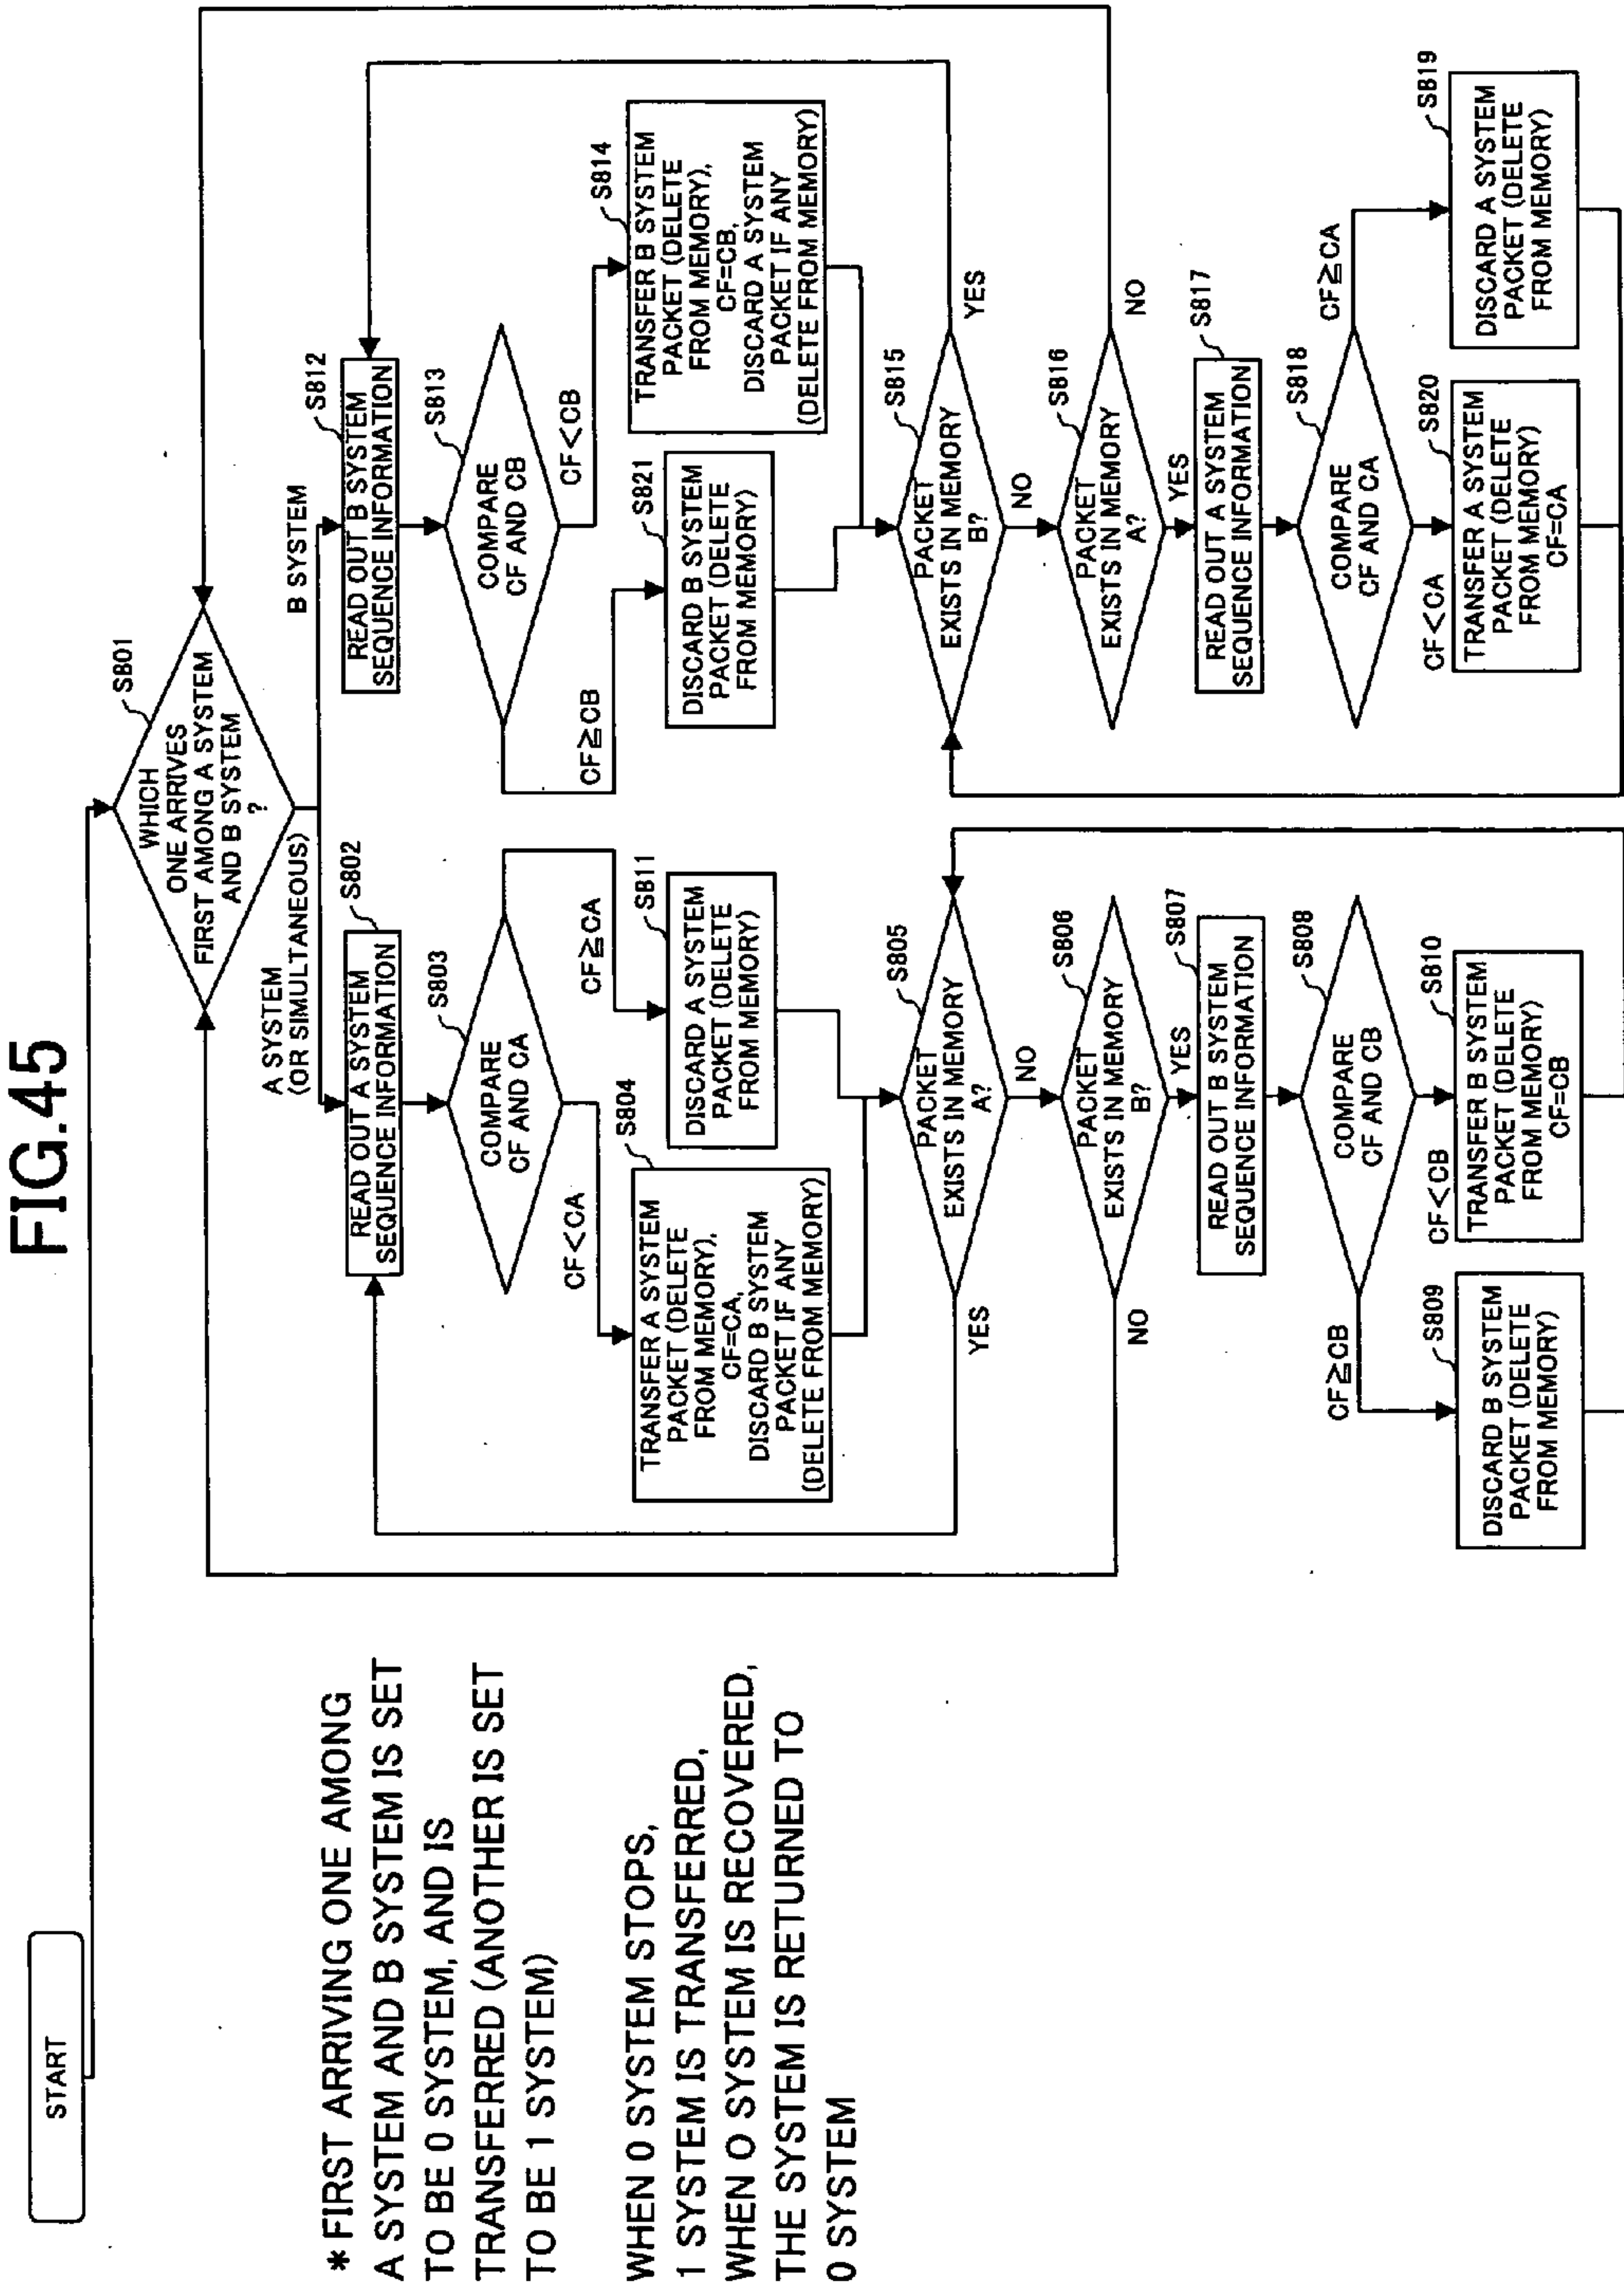 FIG.45
START
* FIRST ARRIVING ONE AMONG
A SYSTEM AND B SYSTEM IS SET
TO BE 0 SYSTEM, AND IS
TRANSFERRED (ANOTHER IS SET
TO BE 1 SYSTEM)
WHEN 0 SYSTEM STOPS,
1 SYSTEM IS TRANSFERRED,
WHEN O SYSTEM IS RECOVERED,
THE SYSTEM IS RETURNED TO
0 SYSTEM
S801
WHICH
ONE ARRIVES
FIRST AMONG A SYSTEM
AND B SYSTEM
?
A SYSTEM
(OR SIMULTANEOUS)
S802
READ OUT A SYSTEM
SEQUENCE INFORMATION
S803
COMPARE
CF AND CA
CF<CA
CF≧CA
S804
TRANSFER A SYSTEM
PACKET (DELETE
FROM MEMORY),
CF=CA,
DISCARD B SYSTEM
PACKET IF ANY
(DELETE FROM MEMORY)
S811
DISCARD A SYSTEM
PACKET (DELETE
FROM MEMORY)
S805
PACKET
EXISTS IN MEMORY
A?
YES
NO
S806
PACKET
EXISTS IN MEMORY
B?
NO
YES
S807
READ OUT B SYSTEM
SEQUENCE INFORMATION
S808
COMPARE
CF AND CB
CF≧CB
CF<CB
S809
DISCARD B SYSTEM
PACKET (DELETE
FROM MEMORY)
S810
TRANSFER B SYSTEM
PACKET (DELETE
FROM MEMORY)
CF=CB
B SYSTEM
S812
READ OUT B SYSTEM
SEQUENCE INFORMATION
S813
COMPARE
CF AND CB
CF≧CB
CF<CB
S821
DISCARD B SYSTEM
PACKET (DELETE
FROM MEMORY)
S814
TRANSFER B SYSTEM
PACKET (DELETE
FROM MEMORY),
CF=CB,
DISCARD A SYSTEM
PACKET IF ANY
(DELETE FROM MEMORY)
S815
PACKET
EXISTS IN MEMORY
B?
YES
NO
S816
PACKET
EXISTS IN MEMORY
A?
NO
YES
S817
READ OUT A SYSTEM
SEQUENCE INFORMATION
S818
COMPARE
CF AND CA
CF<CA
CF≧CA
S820
TRANSFER A SYSTEM
PACKET (DELETE
FROM MEMORY)
CF=CA
S819
DISCARD A SYSTEM
PACKET (DELETE
FROM MEMORY)